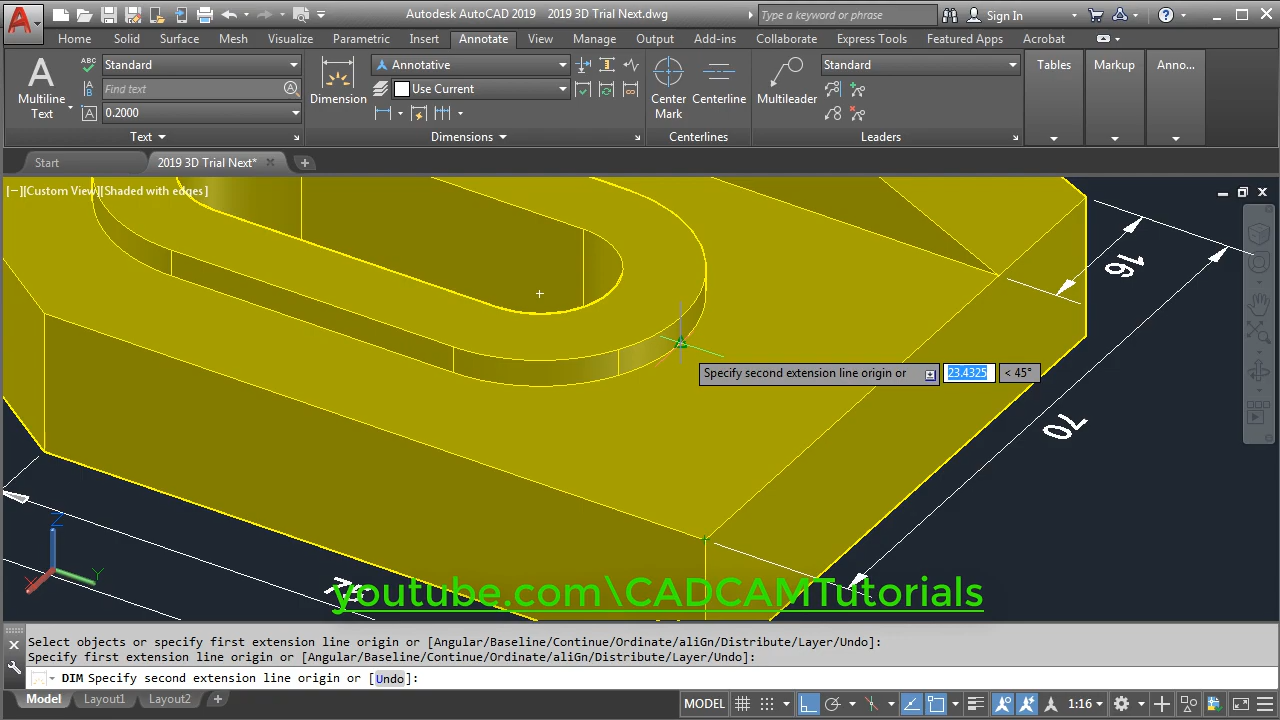 Autodesk AutoCAD 2019 2019 3D Trial Next.dwg
Type a keyword or phrase
Sign In
Home Solid Surface Mesh Visualize Parametric Insert Annotate View Manage Output Add-ins Collaborate Express Tools Featured Apps Acrobat
Multiline Text
Standard
Find text
0.2000
Text
Dimension
Annotative
Use Current
Dimensions
Center Mark
Centerline
Centerlines
Multileader
Standard
Leaders
Tables
Markup
Anno...
Start
2019 3D Trial Next*
[−][Custom View][Shaded with edges]
16
Specify second extension line origin or 23.4325 < 45°
70
Z
X Y
75
youtube.com\CADCAMTutorials
Select objects or specify first extension line origin or [Angular/Baseline/Continue/Ordinate/aliGn/Distribute/Layer/Undo]:
Specify first extension line origin or [Angular/Baseline/Continue/Ordinate/aliGn/Distribute/Layer/Undo]:
DIM Specify second extension line origin or [Undo]:
Model Layout1 Layout2
MODEL
1:16